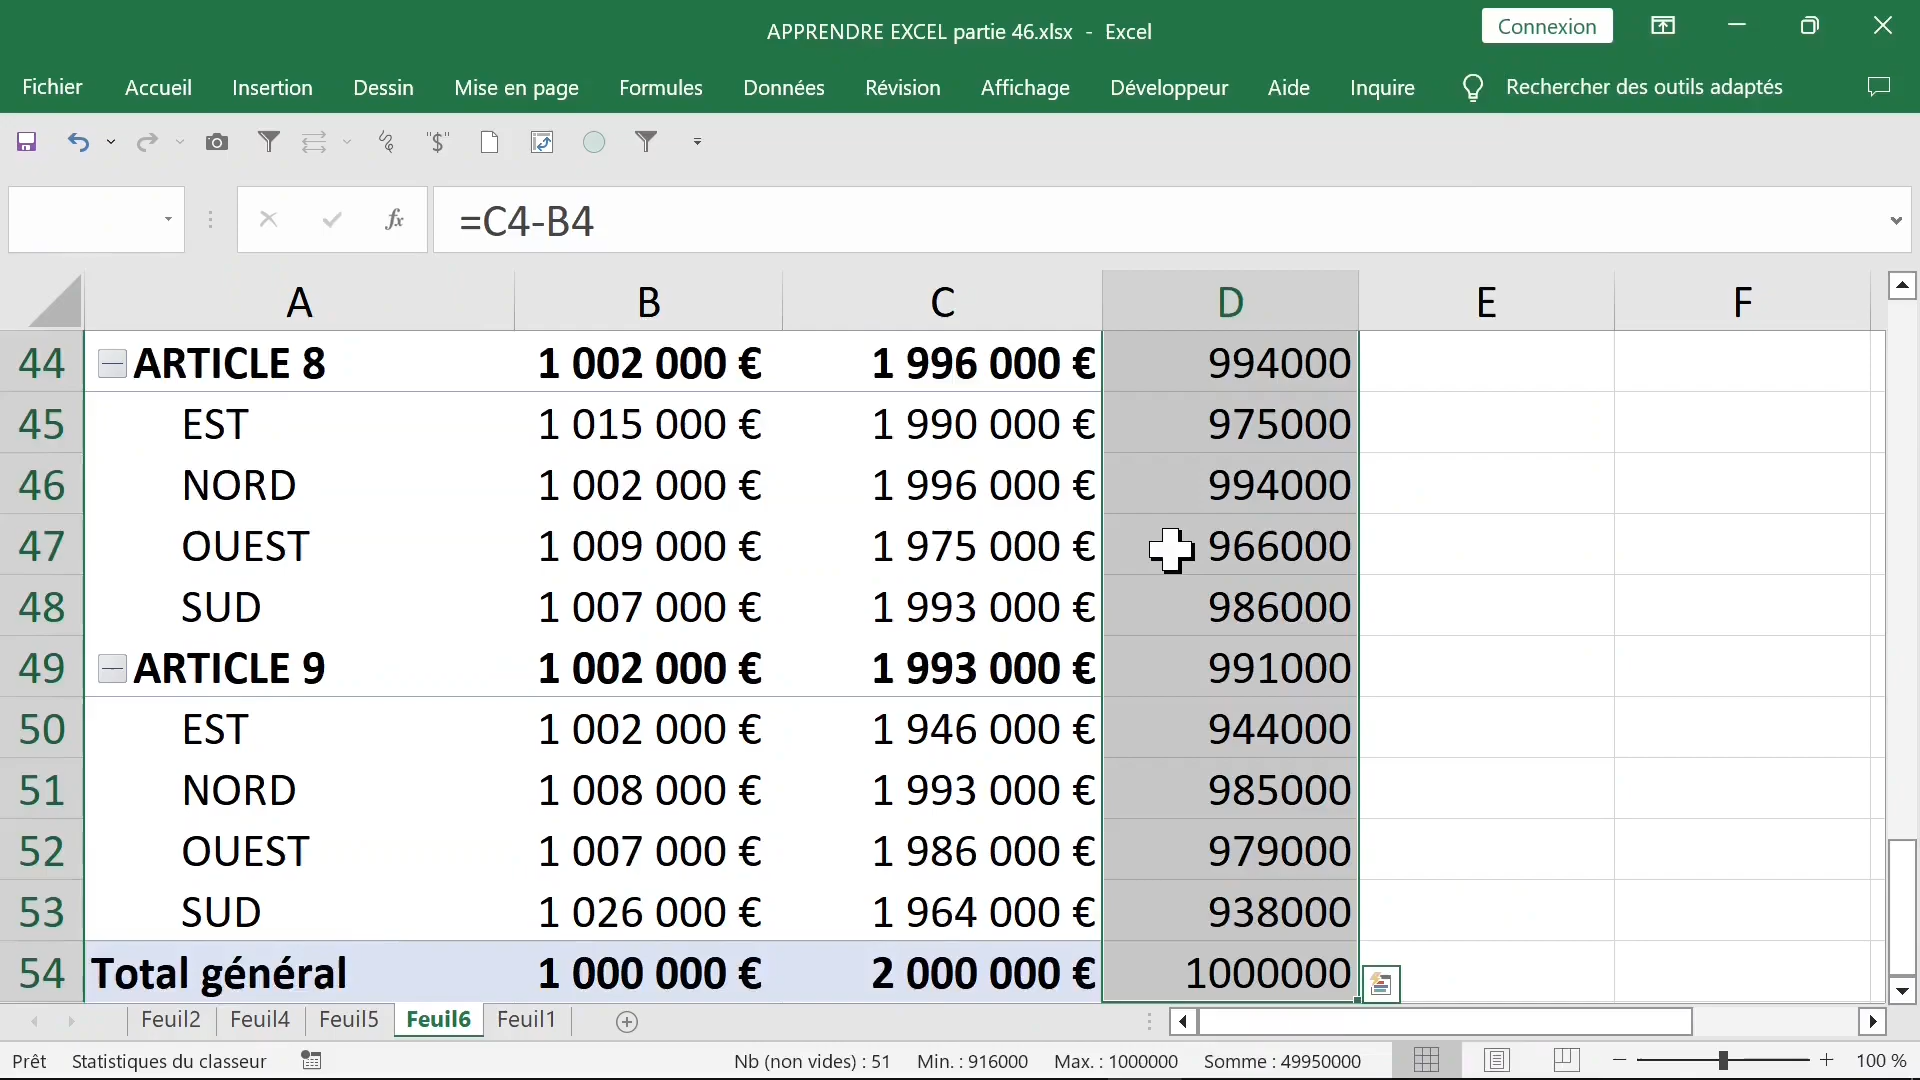 APPRENDRE EXCEL partie 46.xlsx - Excel
Connexion
Fichier Accueil Insertion Dessin Mise en page Formules Données Révision Affichage Développeur Aide Inquire Rechercher des outils adaptés
"$"
fx =C4-B4
A B C D E F
44 ARTICLE 8 1 002 000 € 1 996 000 € 994000
45 EST 1 015 000 € 1 990 000 € 975000
46 NORD 1 002 000 € 1 996 000 € 994000
47 OUEST 1 009 000 € 1 975 000 € 966000
48 SUD 1 007 000 € 1 993 000 € 986000
49 ARTICLE 9 1 002 000 € 1 993 000 € 991000
50 EST 1 002 000 € 1 946 000 € 944000
51 NORD 1 008 000 € 1 993 000 € 985000
52 OUEST 1 007 000 € 1 986 000 € 979000
53 SUD 1 026 000 € 1 964 000 € 938000
54 Total général 1 000 000 € 2 000 000 € 1000000
Feuil2 Feuil4 Feuil5 Feuil6 Feuil1
Prêt Statistiques du classeur Nb (non vides) : 51 Min. : 916000 Max. : 1000000 Somme : 49950000 100 %